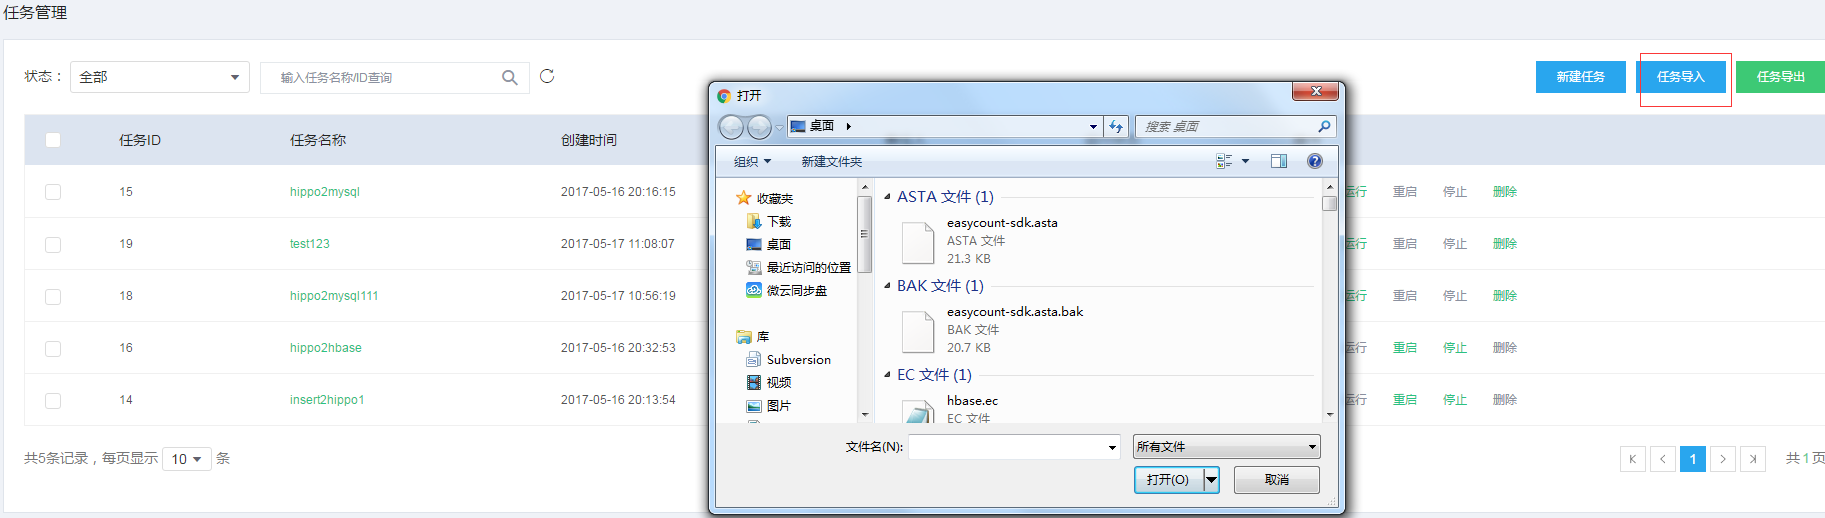 任务管理
状态： 全部 输入任务名称/ID查询 新建任务 任务导入 任务导出
任务ID 任务名称 创建时间
15 hippo2mysql 2017-05-16 20:16:15 运行 重启 停止 删除
19 test123 2017-05-17 11:08:07 运行 重启 停止 删除
18 hippo2mysql111 2017-05-17 10:56:19 运行 重启 停止 删除
16 hippo2hbase 2017-05-16 20:32:53 运行 重启 停止 删除
14 insert2hippo1 2017-05-16 20:13:54 运行 重启 停止 删除
共5条记录，每页显示 10 条 1 共1页
打开
桌面 搜索 桌面
组织 新建文件夹
收藏夹
下载
桌面
最近访问的位置
微云同步盘
库
Subversion
视频
图片
ASTA 文件 (1)
easycount-sdk.asta
ASTA 文件
21.3 KB
BAK 文件 (1)
easycount-sdk.asta.bak
BAK 文件
20.7 KB
EC 文件 (1)
hbase.ec
EC 文件
文件名(N): 所有文件
打开(O) 取消